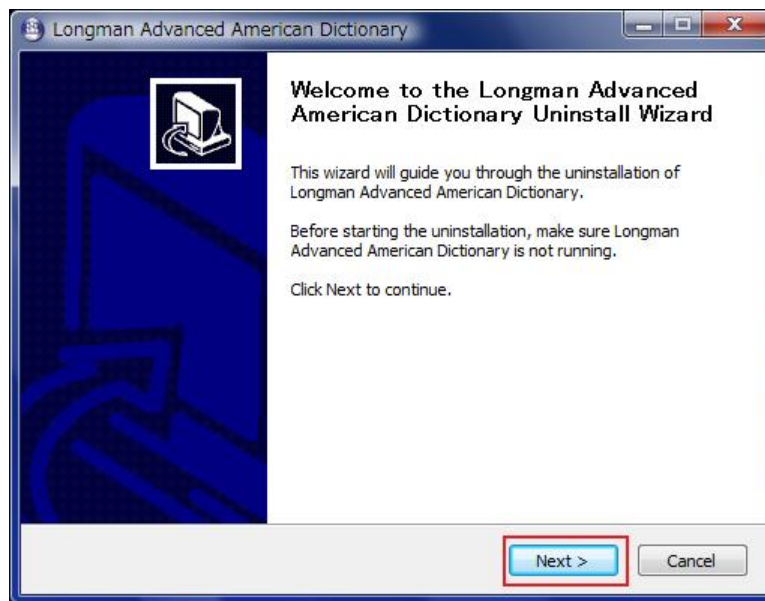 Longman Advanced American Dictionary
Welcome to the Longman Advanced
American Dictionary Uninstall Wizard
This wizard will guide you through the uninstallation of
Longman Advanced American Dictionary.
Before starting the uninstallation, make sure Longman
Advanced American Dictionary is not running.
Click Next to continue.
Next >
Cancel